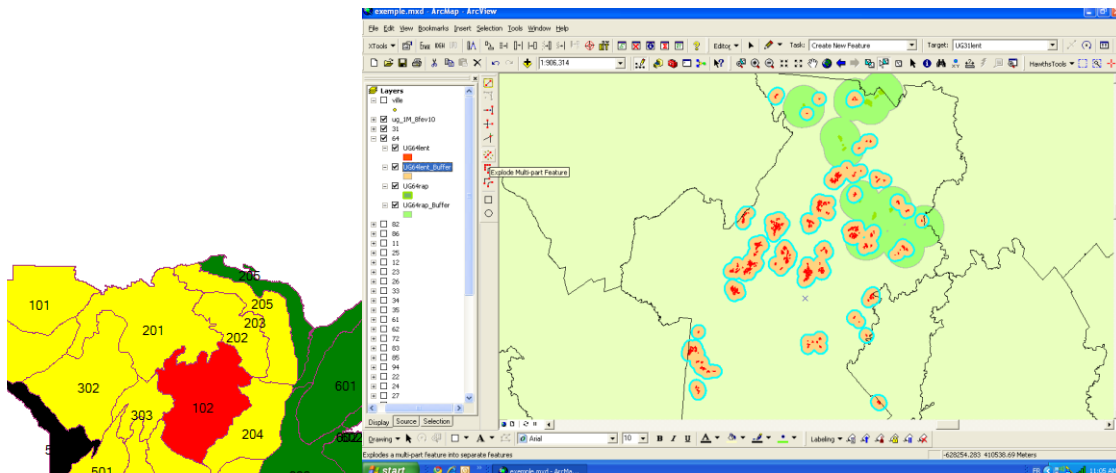 exemple.mxd - ArcMap - ArcView
File Edit View Bookmarks Insert Selection Tools Window Help
XTools Editor Task: Create New Feature Target: UG31lent
1:906,314 HawthsTools
Layers
ville
ug_1M_8fev10
31
64
UG64lent
UG64lent_Buffer
Explode Multi-part Feature
UG64rap
UG64rap_Buffer
82
86
11
25
12
23
26
33
34
35
61
62
72
83
85
94
22
24
27
Display Source Selection
Drawing Arial 10 B I U A Labeling
Explodes a multi-part feature into separate features -628254.283 410538.69 Meters
start exemple.mxd - ArcMa... 11:05 AM
205
101
205
201
203
202
302
601
102
303
204
501